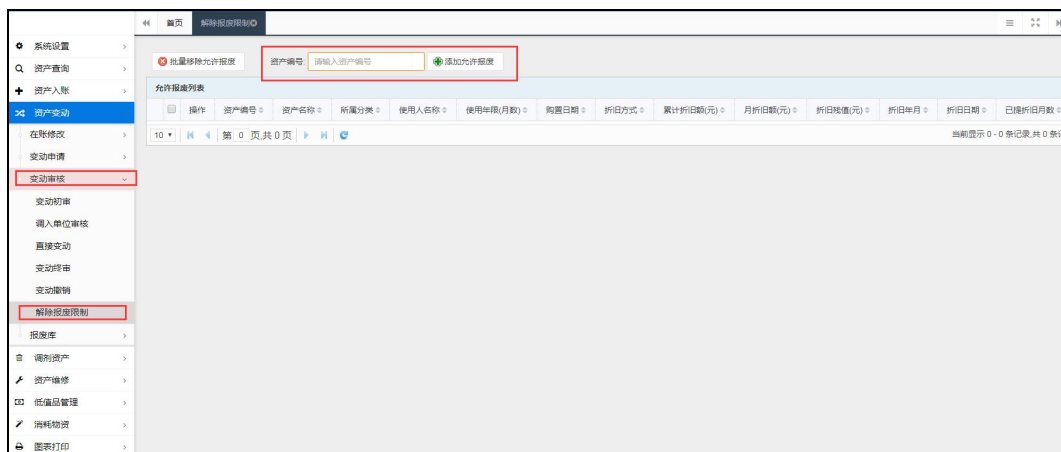 首页 解除报废限制
系统设置
资产查询
资产入账
资产变动
在账修改
变动申请
变动审核
变动初审
调入单位审核
直接变动
变动终审
变动撤销
解除报废限制
报废库
调剂资产
资产维修
低值品管理
消耗物资
图表打印
批量移除允许报废 资产编号: 请输入资产编号 添加允许报废
允许报废列表
操作 资产编号 资产名称 所属分类 使用人名称 使用年限(月数) 购置日期 折旧方式 累计折旧额(元) 月折旧额(元) 折旧残值(元) 折旧年月 折旧日期 已提折旧月数
10 第 0 页,共 0 页 当前显示 0 - 0 条记录,共 0 条